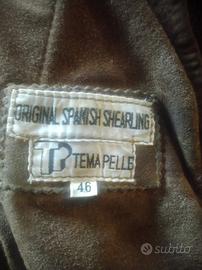 ORIGINAL SPANISH SHEARLING
TP TEMAPELLE
46
subito